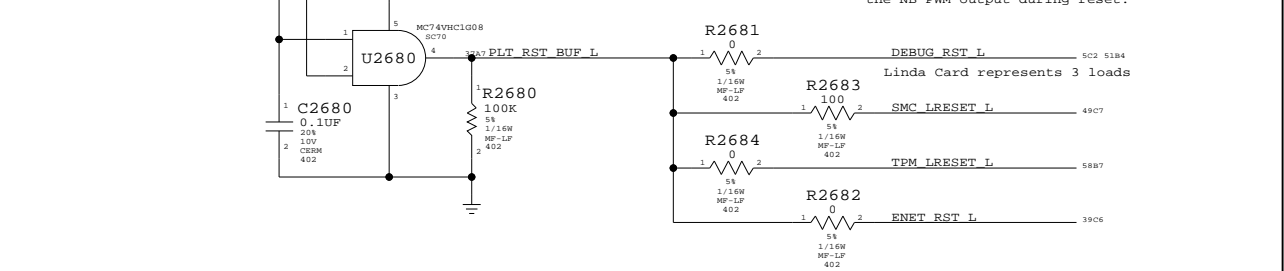 the NB PWM output during reset.
5
MC74VHC1G08
SC70
1
U2680
4
2
3
37A7 PLT_RST_BUF_L
1
R2680
100K
5%
1/16W
MF-LF
402
2
1
C2680
0.1UF
20%
10V
CERM
402
2
R2681
0
1
2
5%
1/16W
MF-LF
402
DEBUG_RST_L
5C2 51B4
Linda Card represents 3 loads
R2683
100
1
2
5%
1/16W
MF-LF
402
SMC_LRESET_L
49C7
R2684
0
1
2
5%
1/16W
MF-LF
402
TPM_LRESET_L
58B7
R2682
0
1
2
5%
1/16W
MF-LF
402
ENET_RST_L
39C6